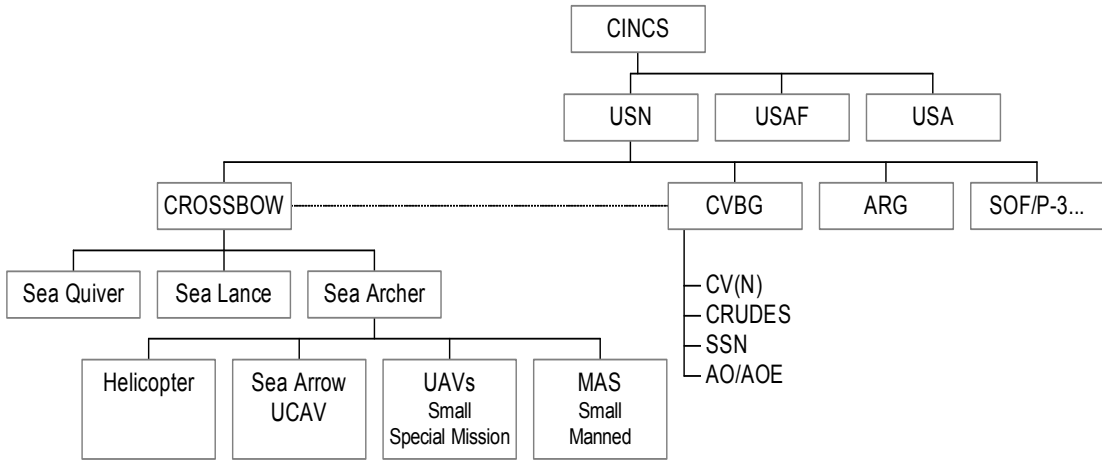 CINCS
USN
USAF
USA
CROSSBOW
CVBG
ARG
SOF/P-3...
Sea Quiver
Sea Lance
Sea Archer
CV(N)
CRUDES
SSN
AO/AOE
Helicopter
Sea Arrow
UCAV
UAVs
Small
Special Mission
MAS
Small
Manned